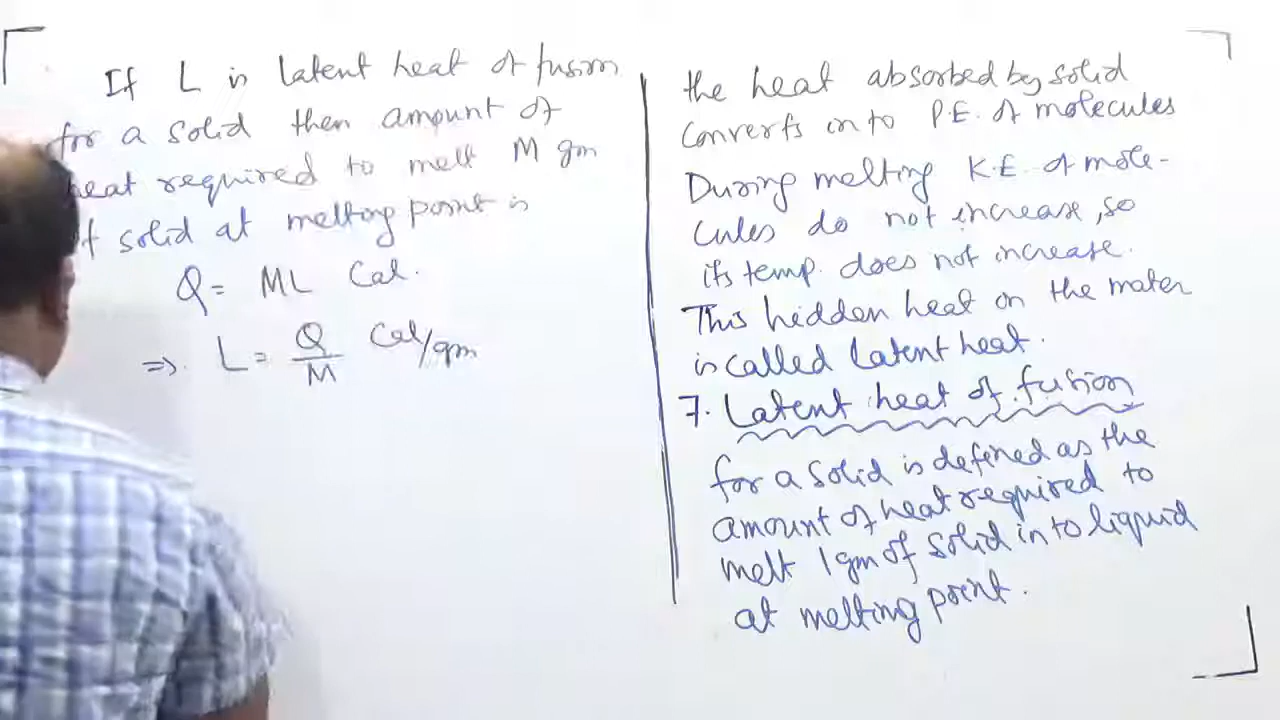 If L is latent heat of fusion
for a solid then amount of
heat required to melt M gm
of solid at melting point is
Q = ML Cal.
⇒. L = Q/M Cal/gm
the heat absorbed by solid
converts in to P.E. of molecules
During melting K.E. of mole-
cules do not increase, so
its temp. does not increase.
This hidden heat on the mater
is called latent heat.
7. Latent heat of fusion
for a solid is defined as the
amount of heat required to
melt 1gm of solid in to liquid
at melting point.